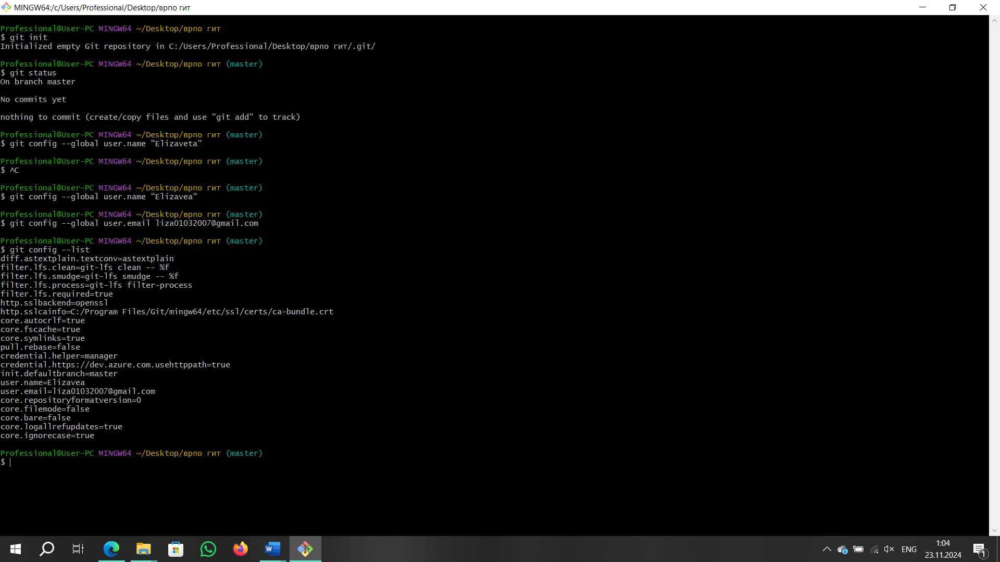 MINGW64:/c/Users/Professional/Desktop/врпо гит
Professional@User-PC MINGW64 ~/Desktop/врпо гит
$ git init
Initialized empty Git repository in C:/Users/Professional/Desktop/врпо гит/.git/
Professional@User-PC MINGW64 ~/Desktop/врпо гит (master)
$ git status
On branch master
No commits yet
nothing to commit (create/copy files and use "git add" to track)
Professional@User-PC MINGW64 ~/Desktop/врпо гит (master)
$ git config --global user.name "Elizaveta"
Professional@User-PC MINGW64 ~/Desktop/врпо гит (master)
$ ^C
Professional@User-PC MINGW64 ~/Desktop/врпо гит (master)
$ git config --global user.name "Elizavea"
Professional@User-PC MINGW64 ~/Desktop/врпо гит (master)
$ git config --global user.email liza01032007@gmail.com
Professional@User-PC MINGW64 ~/Desktop/врпо гит (master)
$ git config --list
diff.astextplain.textconv=astextplain
filter.lfs.clean=git-lfs clean -- %f
filter.lfs.smudge=git-lfs smudge -- %f
filter.lfs.process=git-lfs filter-process
filter.lfs.required=true
http.sslbackend=openssl
http.sslcainfo=C:/Program Files/Git/mingw64/etc/ssl/certs/ca-bundle.crt
core.autocrlf=true
core.fscache=true
core.symlinks=true
pull.rebase=false
credential.helper=manager
credential.https://dev.azure.com.usehttppath=true
init.defaultbranch=master
user.name=Elizavea
user.email=liza01032007@gmail.com
core.repositoryformatversion=0
core.filemode=false
core.bare=false
core.logallrefupdates=true
core.ignorecase=true
Professional@User-PC MINGW64 ~/Desktop/врпо гит (master)
$
ENG
1:04
23.11.2024
1